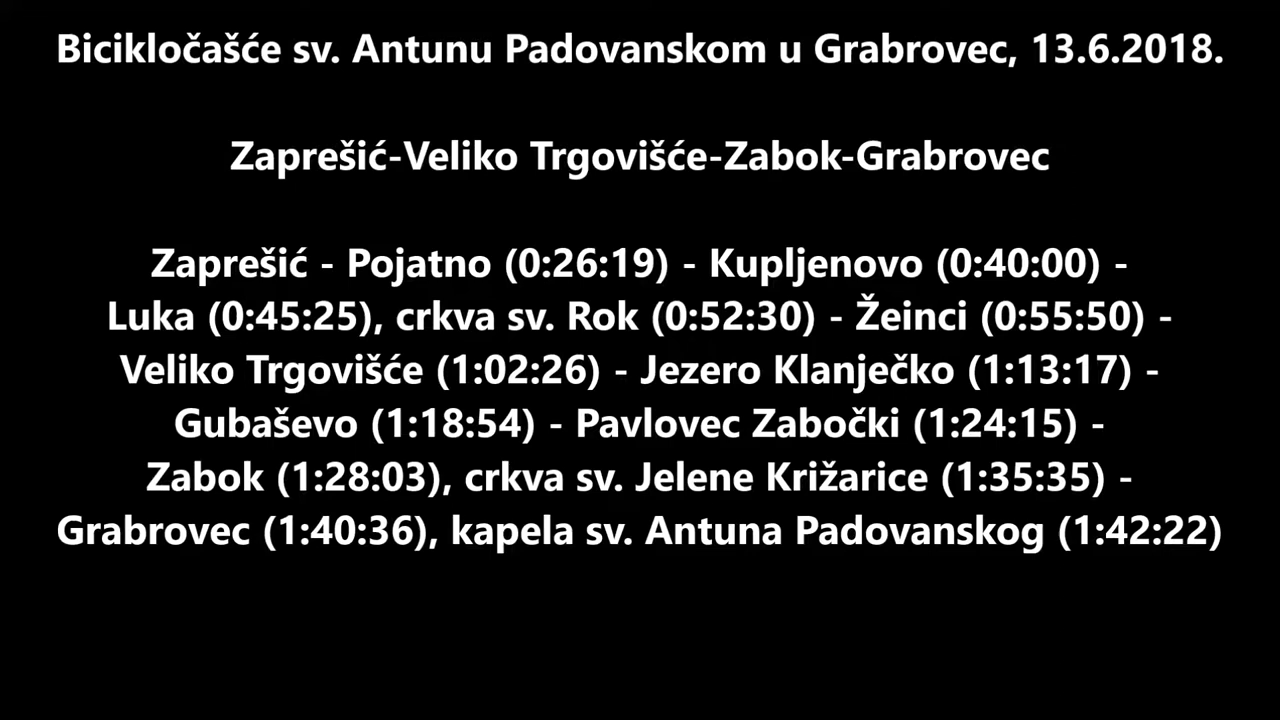 Bicikločašće sv. Antunu Padovanskom u Grabrovec, 13.6.2018.
Zaprešić-Veliko Trgovišće-Zabok-Grabrovec
Zaprešić - Pojatno (0:26:19) - Kupljenovo (0:40:00) -
Luka (0:45:25), crkva sv. Rok (0:52:30) - Žeinci (0:55:50) -
Veliko Trgovišće (1:02:26) - Jezero Klanječko (1:13:17) -
Gubaševo (1:18:54) - Pavlovec Zabočki (1:24:15) -
Zabok (1:28:03), crkva sv. Jelene Križarice (1:35:35) -
Grabrovec (1:40:36), kapela sv. Antuna Padovanskog (1:42:22)